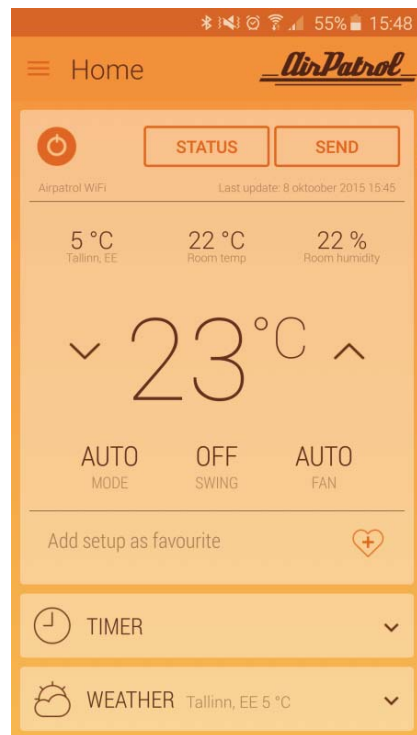 55% 15:48
Home AirPatrol
STATUS SEND
Airpatrol WiFi Last update: 8 oktoober 2015 15:45
5 °C 22 °C 22 %
Tallinn, EE Room temp Room humidity
23°C
AUTO OFF AUTO
MODE SWING FAN
Add setup as favourite
TIMER
WEATHER Tallinn, EE 5 °C